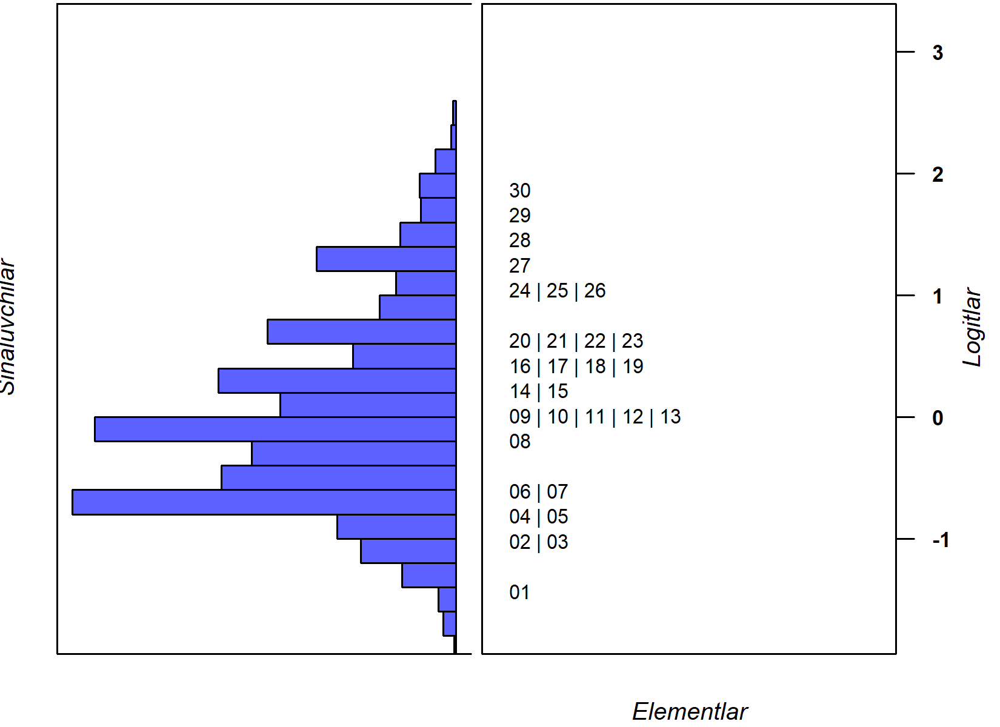 Sinaluvchilar
30
29
28
27
24 | 25 | 26
20 | 21 | 22 | 23
16 | 17 | 18 | 19
14 | 15
09 | 10 | 11 | 12 | 13
08
06 | 07
04 | 05
02 | 03
01
3
2
1
0
-1
Logitlar
Elementlar